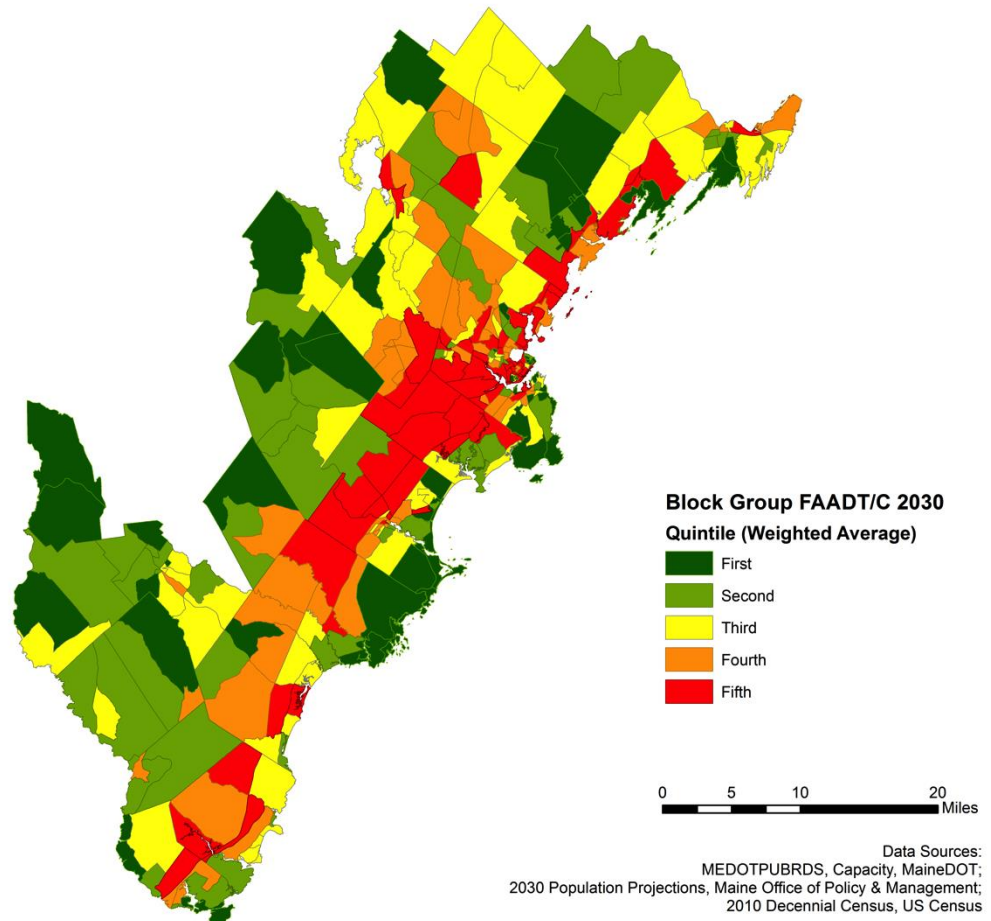 Block Group FAADT/C 2030
Quintile (Weighted Average)
First
Second
Third
Fourth
Fifth
0 5 10 20
Miles
Data Sources:
MEDOTPUBRDS, Capacity, MaineDOT;
2030 Population Projections, Maine Office of Policy & Management;
2010 Decennial Census, US Census